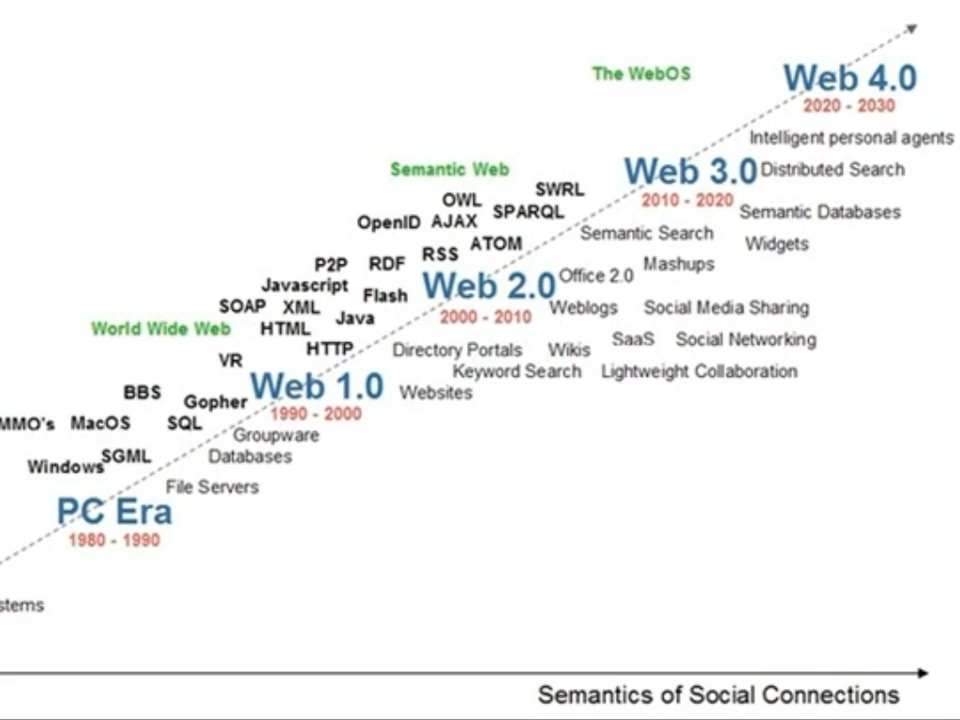 The WebOS
Web 4.0
2020 - 2030
Intelligent personal agents
Semantic Web
Web 3.0
Distributed Search
SWRL
OWL
2010 - 2020
SPARQL
Semantic Databases
OpenID
AJAX
Semantic Search
ATOM
Widgets
RSS
P2P
RDF
Mashups
Office 2.0
Javascript
Web 2.0
Flash
SOAP
XML
Weblogs
Social Media Sharing
Java
2000 - 2010
World Wide Web
HTML
SaaS
Social Networking
HTTP
Directory Portals
Wikis
VR
Keyword Search
Lightweight Collaboration
Web 1.0
BBS
Websites
Gopher
1990 - 2000
MMO's
MacOS
SQL
Groupware
SGML
Databases
Windows
File Servers
PC Era
1980 - 1990
stems
Semantics of Social Connections